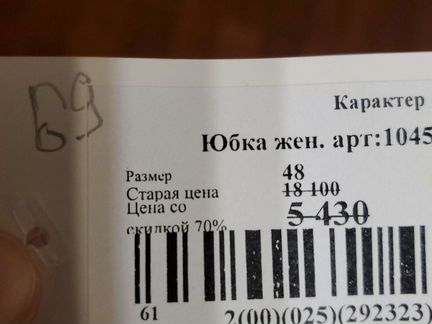 69
Характер
Юбка жен. арт:1045
Размер 48
Старая цена 18 100
Цена со скидкой 70% 5 430
61 2(00)(025)(292323)